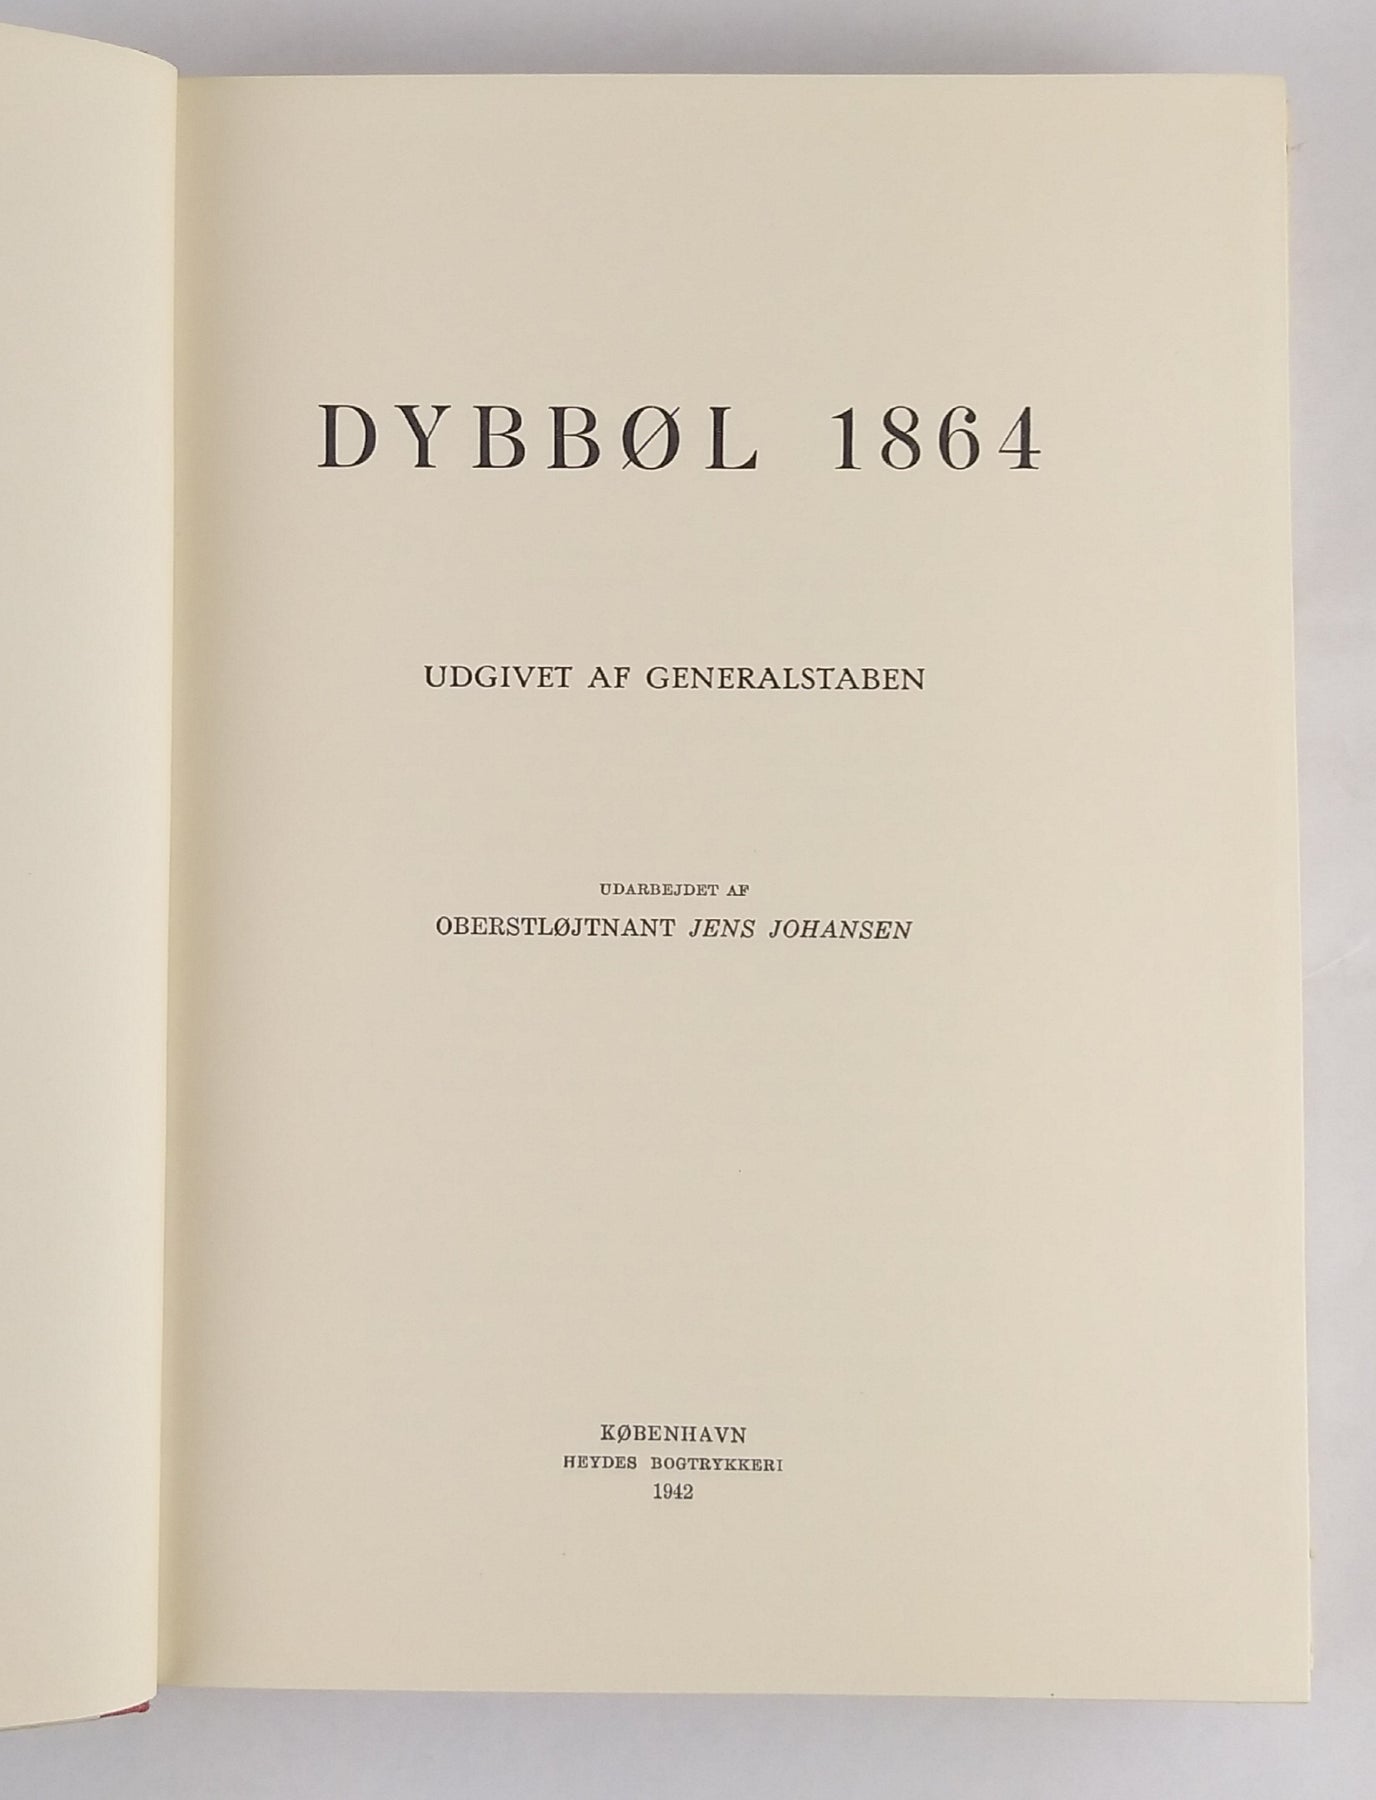 DYBBØL 1864
UDGIVET AF GENERALSTABEN
UDARBEJDET AF
OBERSTLØJTNANT JENS JOHANSEN
KØBENHAVN
HEYDES BOGTRYKKERI
1942